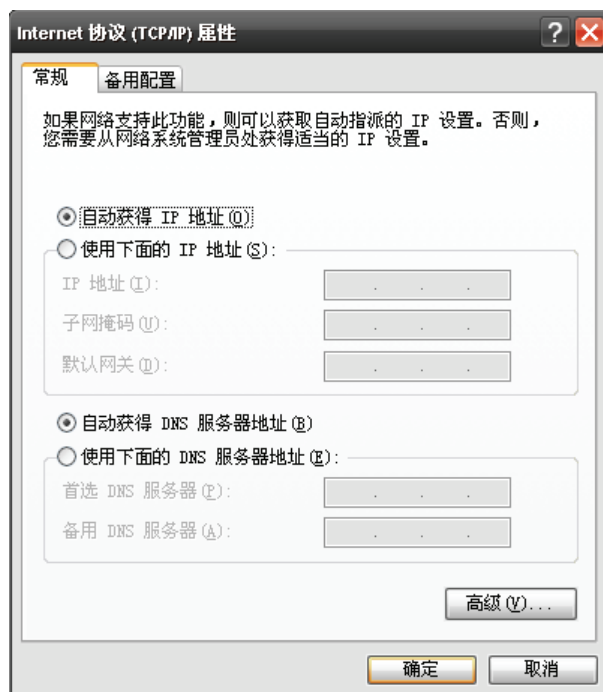 Internet 协议 (TCP/IP) 属性
常规
备用配置
如果网络支持此功能，则可以获取自动指派的 IP 设置。否则，
您需要从网络系统管理员处获得适当的 IP 设置。
自动获得 IP 地址(O)
使用下面的 IP 地址(S):
IP 地址(I):
子网掩码(U):
默认网关(D):
自动获得 DNS 服务器地址(B)
使用下面的 DNS 服务器地址(E):
首选 DNS 服务器(P):
备用 DNS 服务器(A):
高级(V)...
确定
取消